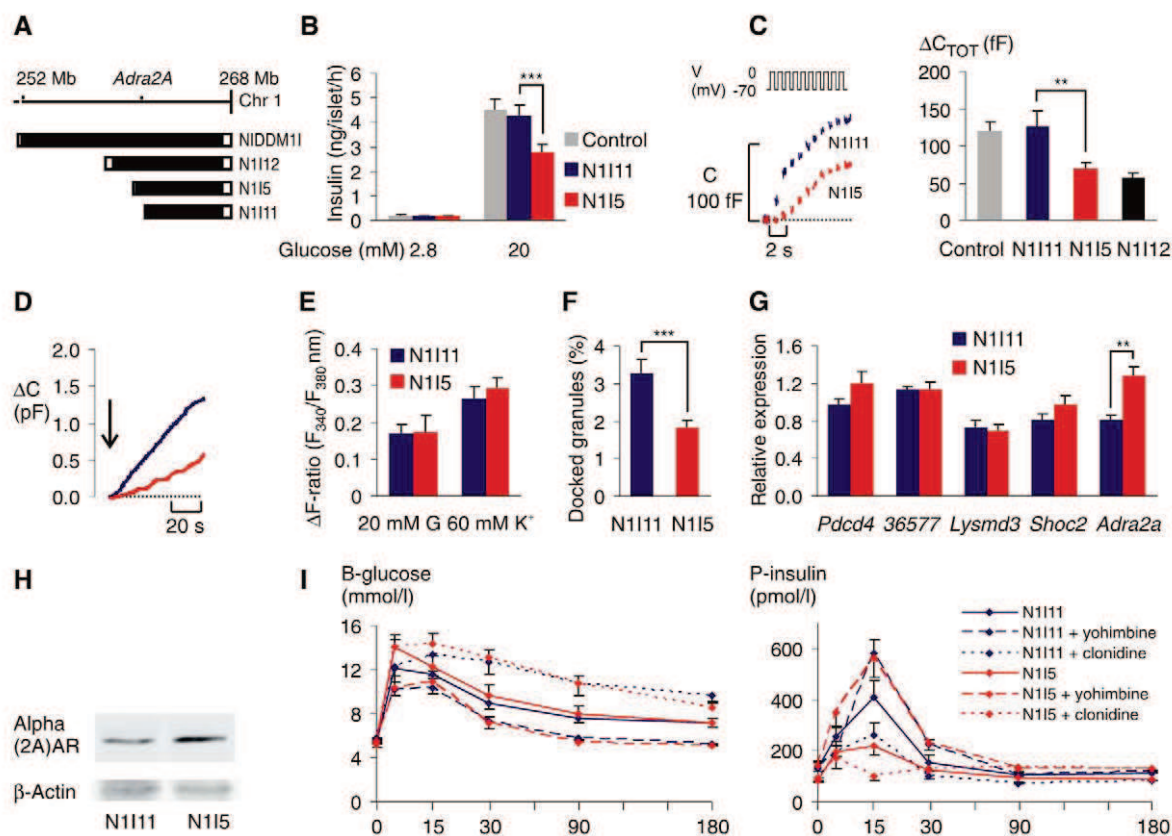 A
252 Mb Adra2A 268 Mb
Chr 1
NIDDM1I
N1I12
N1I5
N1I11
B
Insulin (ng/islet/h)
6
5
4
3
2
1
0
***
Control
N1I11
N1I5
Glucose (mM) 2.8 20
C
V 0
(mV) -70
C
100 fF
N1I11
N1I5
2 s
ΔC_TOT (fF)
200
150
100
50
0
**
Control N1I11 N1I5 N1I12
D
ΔC
(pF)
2.0
1.5
1.0
0.5
0.0
20 s
E
ΔF-ratio (F340/F380 nm)
0.4
0.3
0.2
0.1
0
N1I11
N1I5
20 mM G 60 mM K+
F
Docked granules (%)
4
3
2
1
0
***
N1I11 N1I5
G
Relative expression
1.8
1.2
0.6
0.0
N1I11
N1I5
**
Pdcd4 36577 Lysmd3 Shoc2 Adra2a
H
Alpha
(2A)AR
β-Actin
N1I11 N1I5
I
B-glucose
(mmol/l)
16
12
8
4
0
0 15 30 90 180
P-insulin
(pmol/l)
600
400
200
0
0 5 15 30 90 180
N1I11
N1I11 + yohimbine
N1I11 + clonidine
N1I5
N1I5 + yohimbine
N1I5 + clonidine